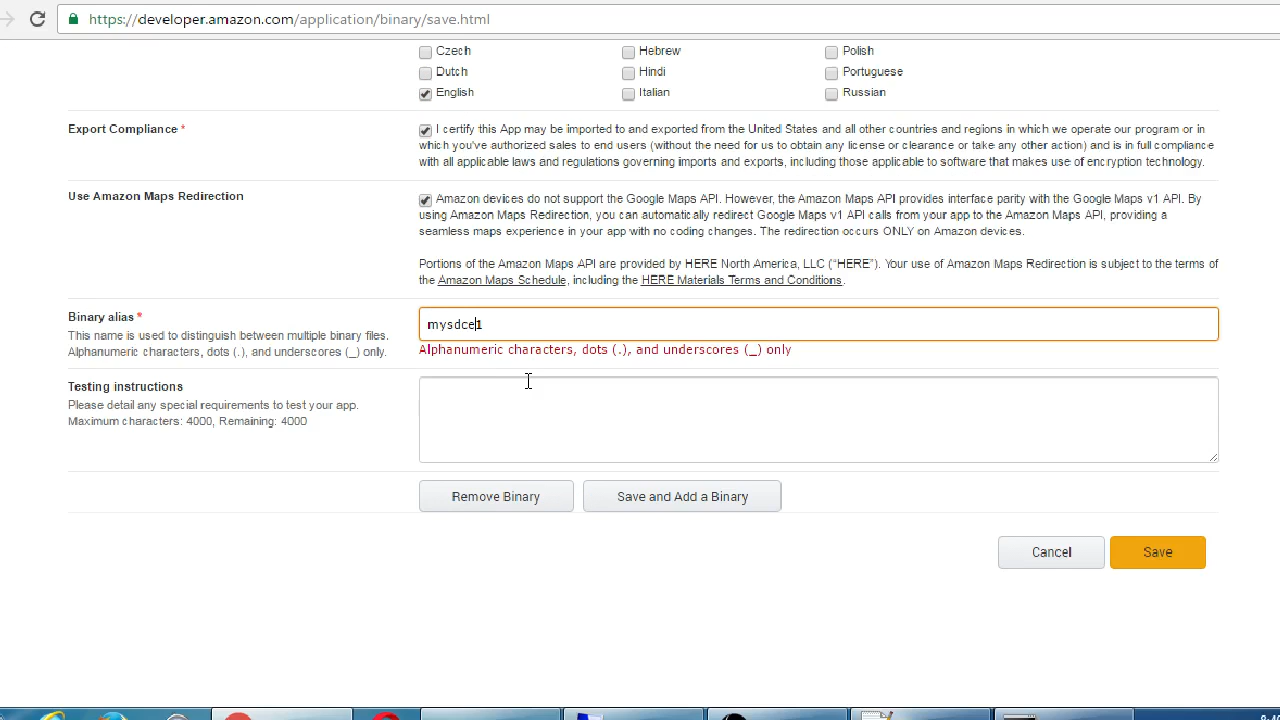 https://developer.amazon.com/application/binary/save.html
Czech Hebrew Polish
Dutch Hindi Portuguese
English Italian Russian
Export Compliance * I certify this App may be imported to and exported from the United States and all other countries and regions in which we operate our program or in
which you've authorized sales to end users (without the need for us to obtain any license or clearance or take any other action) and is in full compliance
with all applicable laws and regulations governing imports and exports, including those applicable to software that makes use of encryption technology.
Use Amazon Maps Redirection Amazon devices do not support the Google Maps API. However, the Amazon Maps API provides interface parity with the Google Maps v1 API. By
using Amazon Maps Redirection, you can automatically redirect Google Maps v1 API calls from your app to the Amazon Maps API, providing a
seamless maps experience in your app with no coding changes. The redirection occurs ONLY on Amazon devices.
Portions of the Amazon Maps API are provided by HERE North America, LLC (“HERE”). Your use of Amazon Maps Redirection is subject to the terms of
the Amazon Maps Schedule, including the HERE Materials Terms and Conditions.
Binary alias *
This name is used to distinguish between multiple binary files.
Alphanumeric characters, dots (.), and underscores (_) only.
mysdce1
Alphanumeric characters, dots (.), and underscores (_) only
Testing instructions
Please detail any special requirements to test your app.
Maximum characters: 4000, Remaining: 4000
Remove Binary Save and Add a Binary
Cancel Save